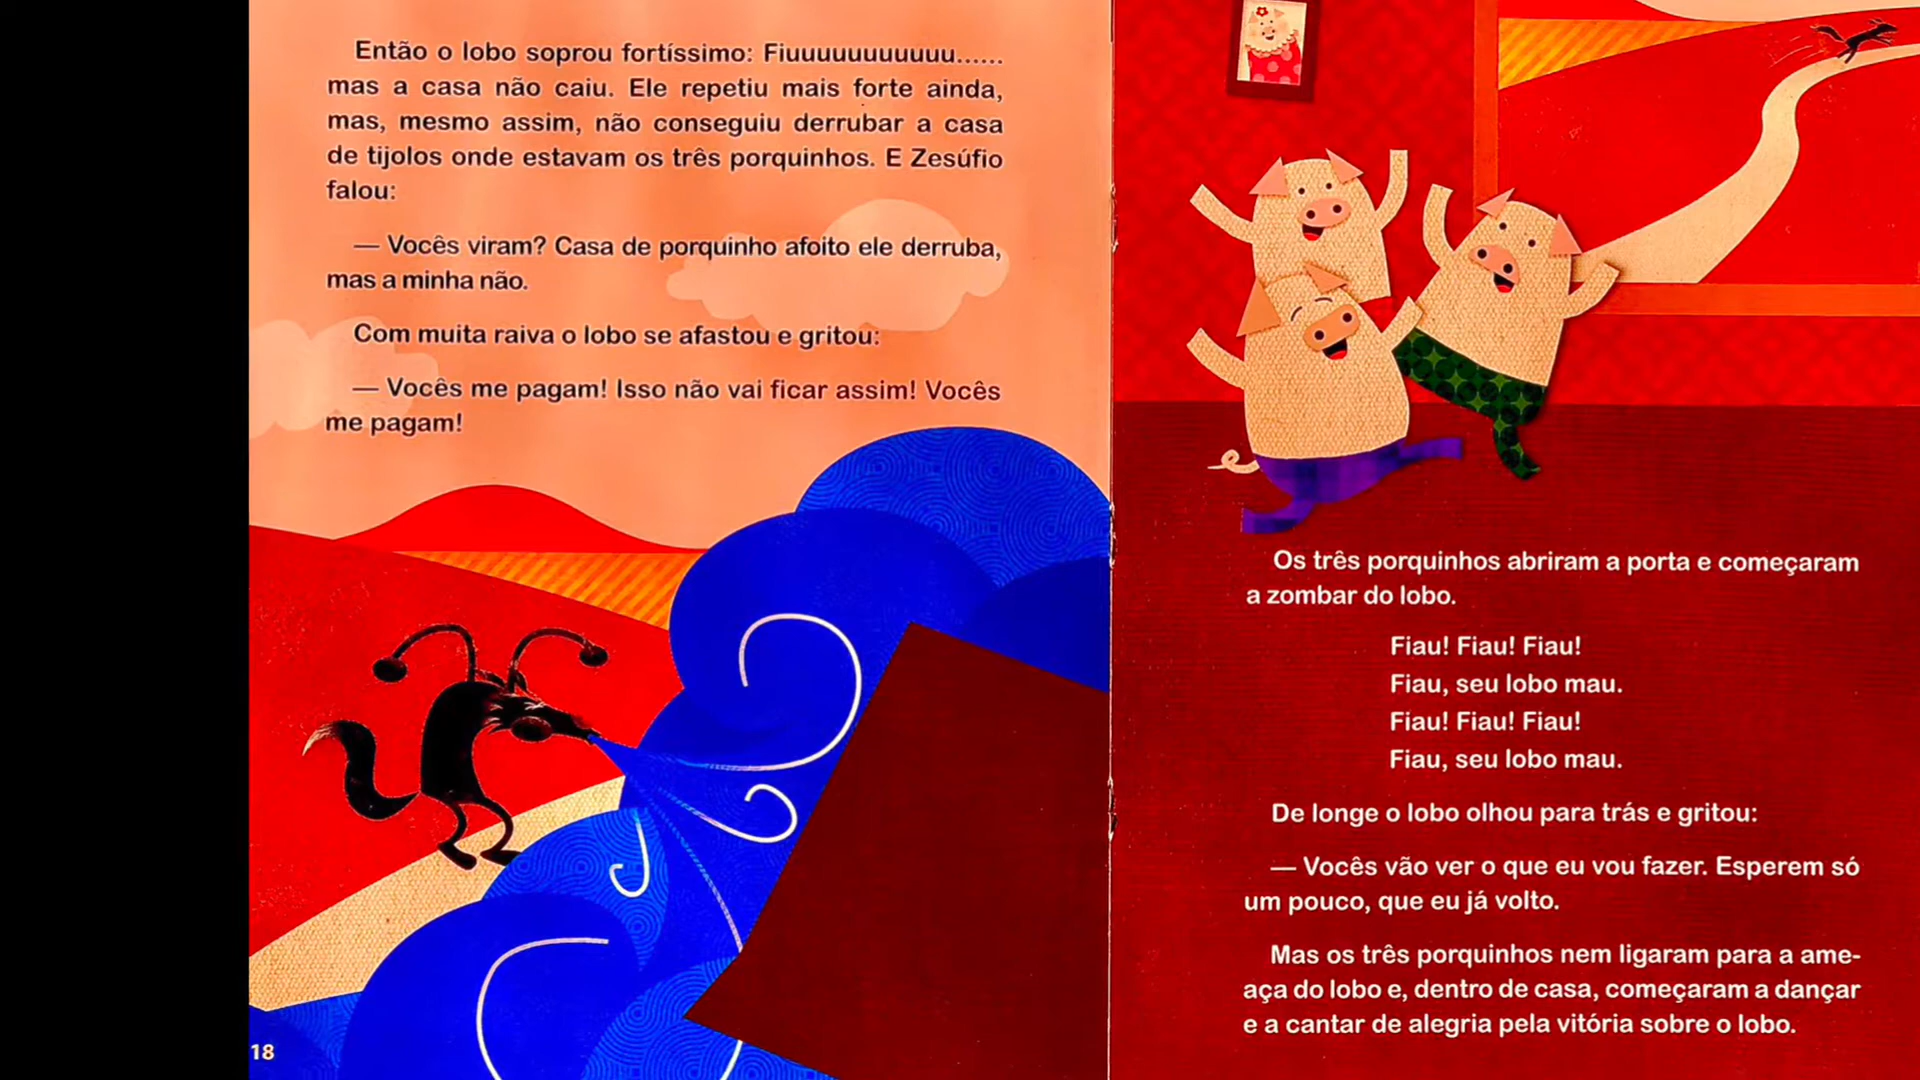 Então o lobo soprou fortíssimo: Fiuuuuuuuuuuu......
mas a casa não caiu. Ele repetiu mais forte ainda,
mas, mesmo assim, não conseguiu derrubar a casa
de tijolos onde estavam os três porquinhos. E Zesúfio
falou:
— Vocês viram? Casa de porquinho afoito ele derruba,
mas a minha não.
Com muita raiva o lobo se afastou e gritou:
— Vocês me pagam! Isso não vai ficar assim! Vocês
me pagam!
18
Os três porquinhos abriram a porta e começaram
a zombar do lobo.
Fiau! Fiau! Fiau!
Fiau, seu lobo mau.
Fiau! Fiau! Fiau!
Fiau, seu lobo mau.
De longe o lobo olhou para trás e gritou:
— Vocês vão ver o que eu vou fazer. Esperem só
um pouco, que eu já volto.
Mas os três porquinhos nem ligaram para a ame-
aça do lobo e, dentro de casa, começaram a dançar
e a cantar de alegria pela vitória sobre o lobo.